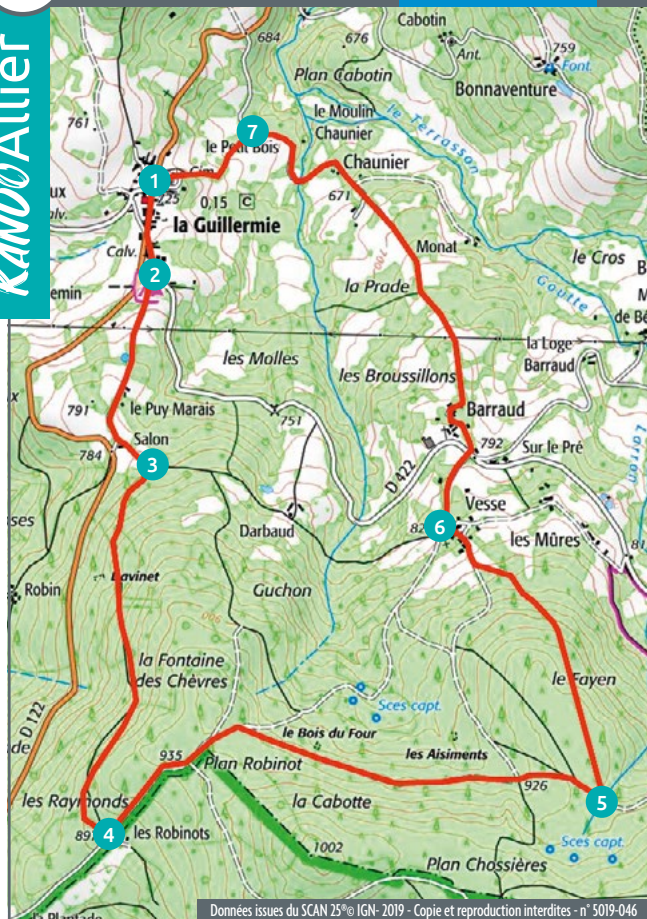 RANDOAllier
Cabotin
684
676
Ant.
759
Font.
Plan Cabotin
Bonnaventure
761
le Moulin
Chaunier
le Terrasson
7
le Petit Bois
Chaunier
1
Cim.
0,15 C
671
la Guillermie
Calv.
Monat
le Cros
2
la Prade
Goutte
la Loge
Barraud
les Molles
les Broussillons
791
le Puy Marais
751
Barraud
784
Salon
792
Sur le Pré
3
D 422
Larron
Vesse
6
Darbaud
les Mûres
Robin
Lavinet
Guchon
la Fontaine
des Chèvres
le Fayen
D 122
Sces capt.
le Bois du Four
935
les Aisiments
Plan Robinot
926
les Raymonds
la Cabotte
5
4
les Robinots
1002
Sces capt.
Plan Chossières
la Plantade
Données issues du SCAN 25®© IGN- 2019 - Copie et reproduction interdites - n° 5019-046